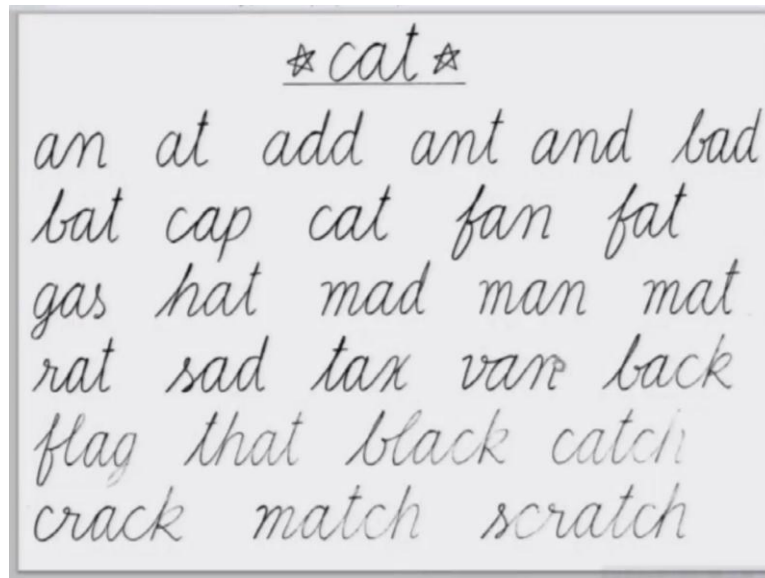 ☆ cat ☆
an at add ant and bad
bat cap cat fan fat
gas hat mad man mat
rat sad tax van back
flag that black catch
crack match scratch